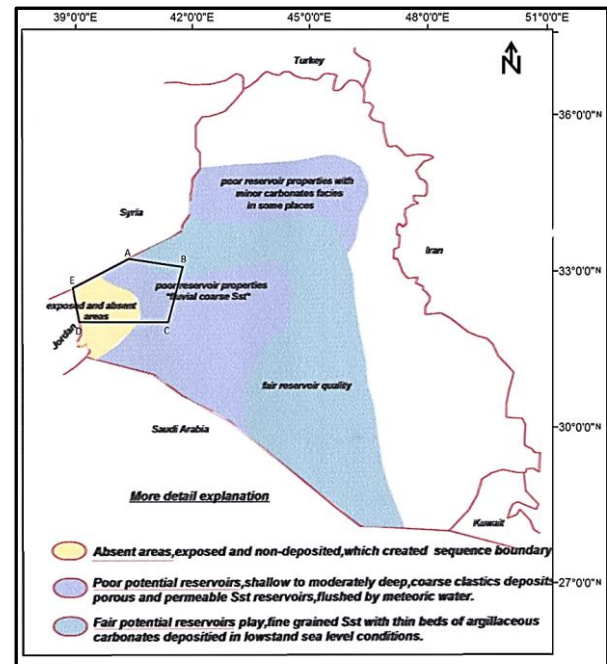 39°0'0"E 42°0'0"E 45°0'0"E 48°0'0"E 51°0'0"E
Turkey
N
36°0'0"N
poor reservoir properties with
minor carbonates facies
in some places
Syria
Iran
A
B
33°0'0"N
poor reservoir properties
"fluvial coarse Sst"
E
exposed and absent
areas
D
C
Jordan
fair reservoir quality
Saudi Arabia
30°0'0"N
More detail explanation
Kuwait
Absent areas,exposed and non-deposited,which created sequence boundary
27°0'0"N
Poor potential reservoirs,shallow to moderately deep,coarse clastics deposits
porous and permeable Sst reservoirs,flushed by meteoric water.
Fair potential reservoirs play,fine grained Sst with thin beds of argillaceous
carbonates depositied in lowstand sea level conditions.